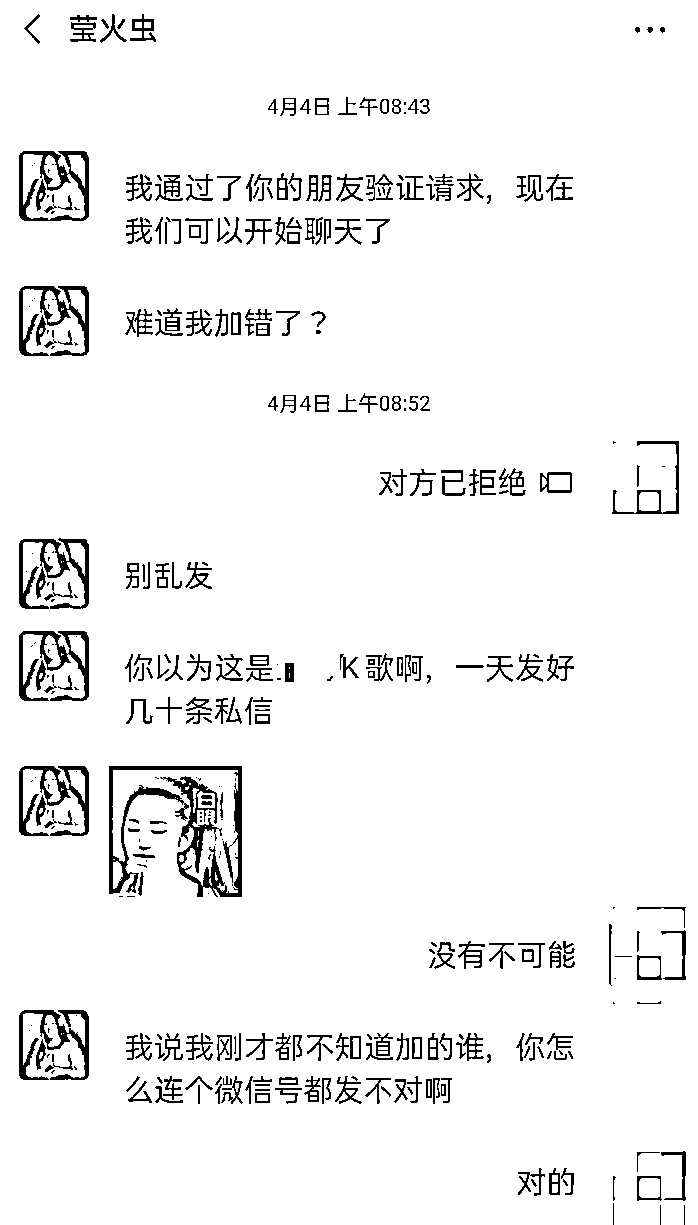 莹火虫
4月4日 上午08:43
我通过了你的朋友验证请求，现在
我们可以开始聊天了
难道我加错了？
4月4日 上午08:52
对方已拒绝
别乱发
你以为这是 K歌啊，一天发好
几十条私信
没有不可能
我说我刚才都不知道加的谁，你怎
么连个微信号都发不对啊
对的